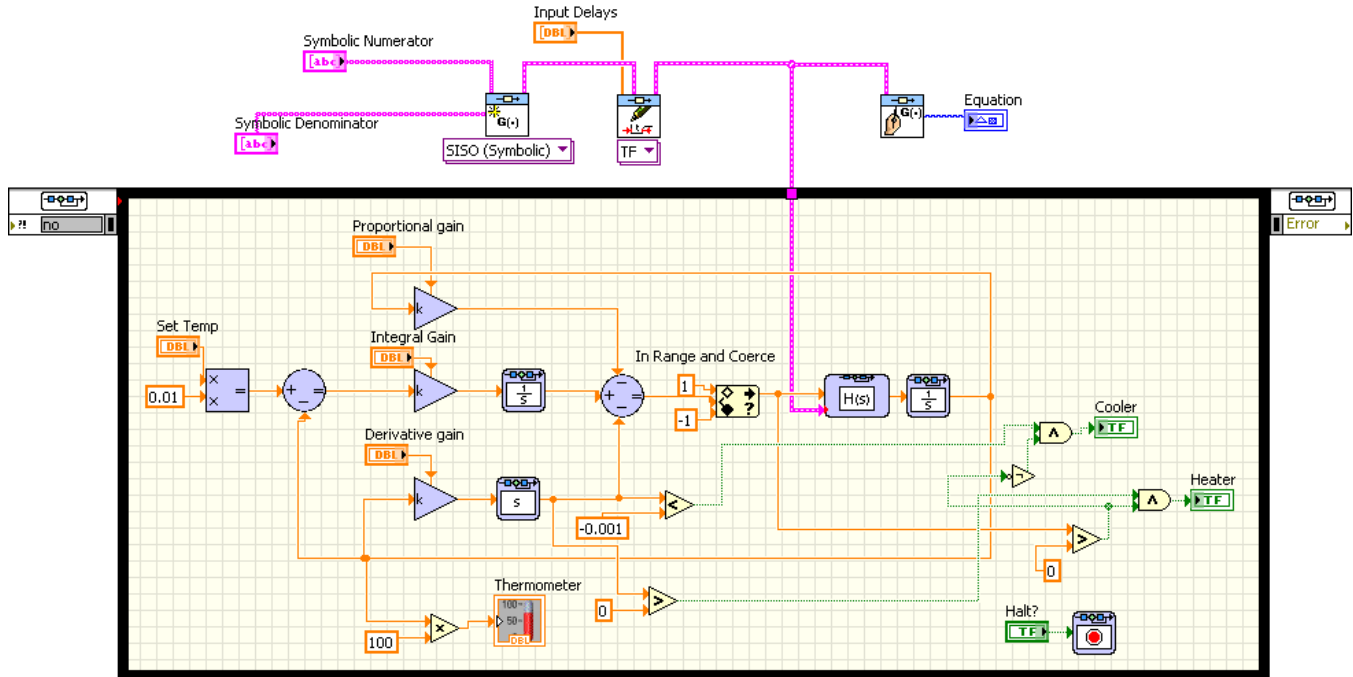 Input Delays
[DBL]
Symbolic Numerator
[abc]
Symbolic Denominator
[abc]
G(·)
SISO (Symbolic)
TF
G(·)
Equation
?!
no
Error
Proportional gain
DBL
k
Set Temp
DBL
Integral Gain
DBL
In Range and Coerce
0.01
×
×
=
+
−
=
k
1
s
−
+
−
=
1
-1
?
H(s)
1
s
Cooler
TF
∧
Derivative gain
DBL
k
s
<
-0.001
¬
Heater
TF
∧
>
0
Thermometer
100
50
DBL
×
100
0
>
Halt?
TF